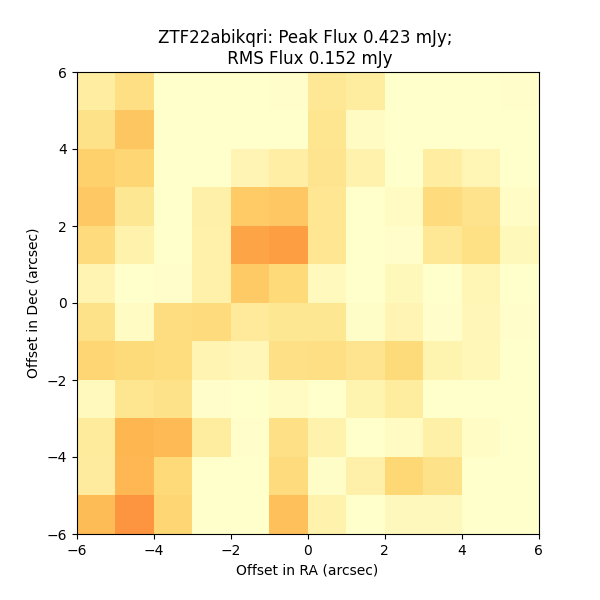 ZTF22abikqri: Peak Flux 0.423 mJy;
RMS Flux 0.152 mJy
6
4
2
0
−2
−4
−6
Offset in Dec (arcsec)
−6 −4 −2 0 2 4 6
Offset in RA (arcsec)